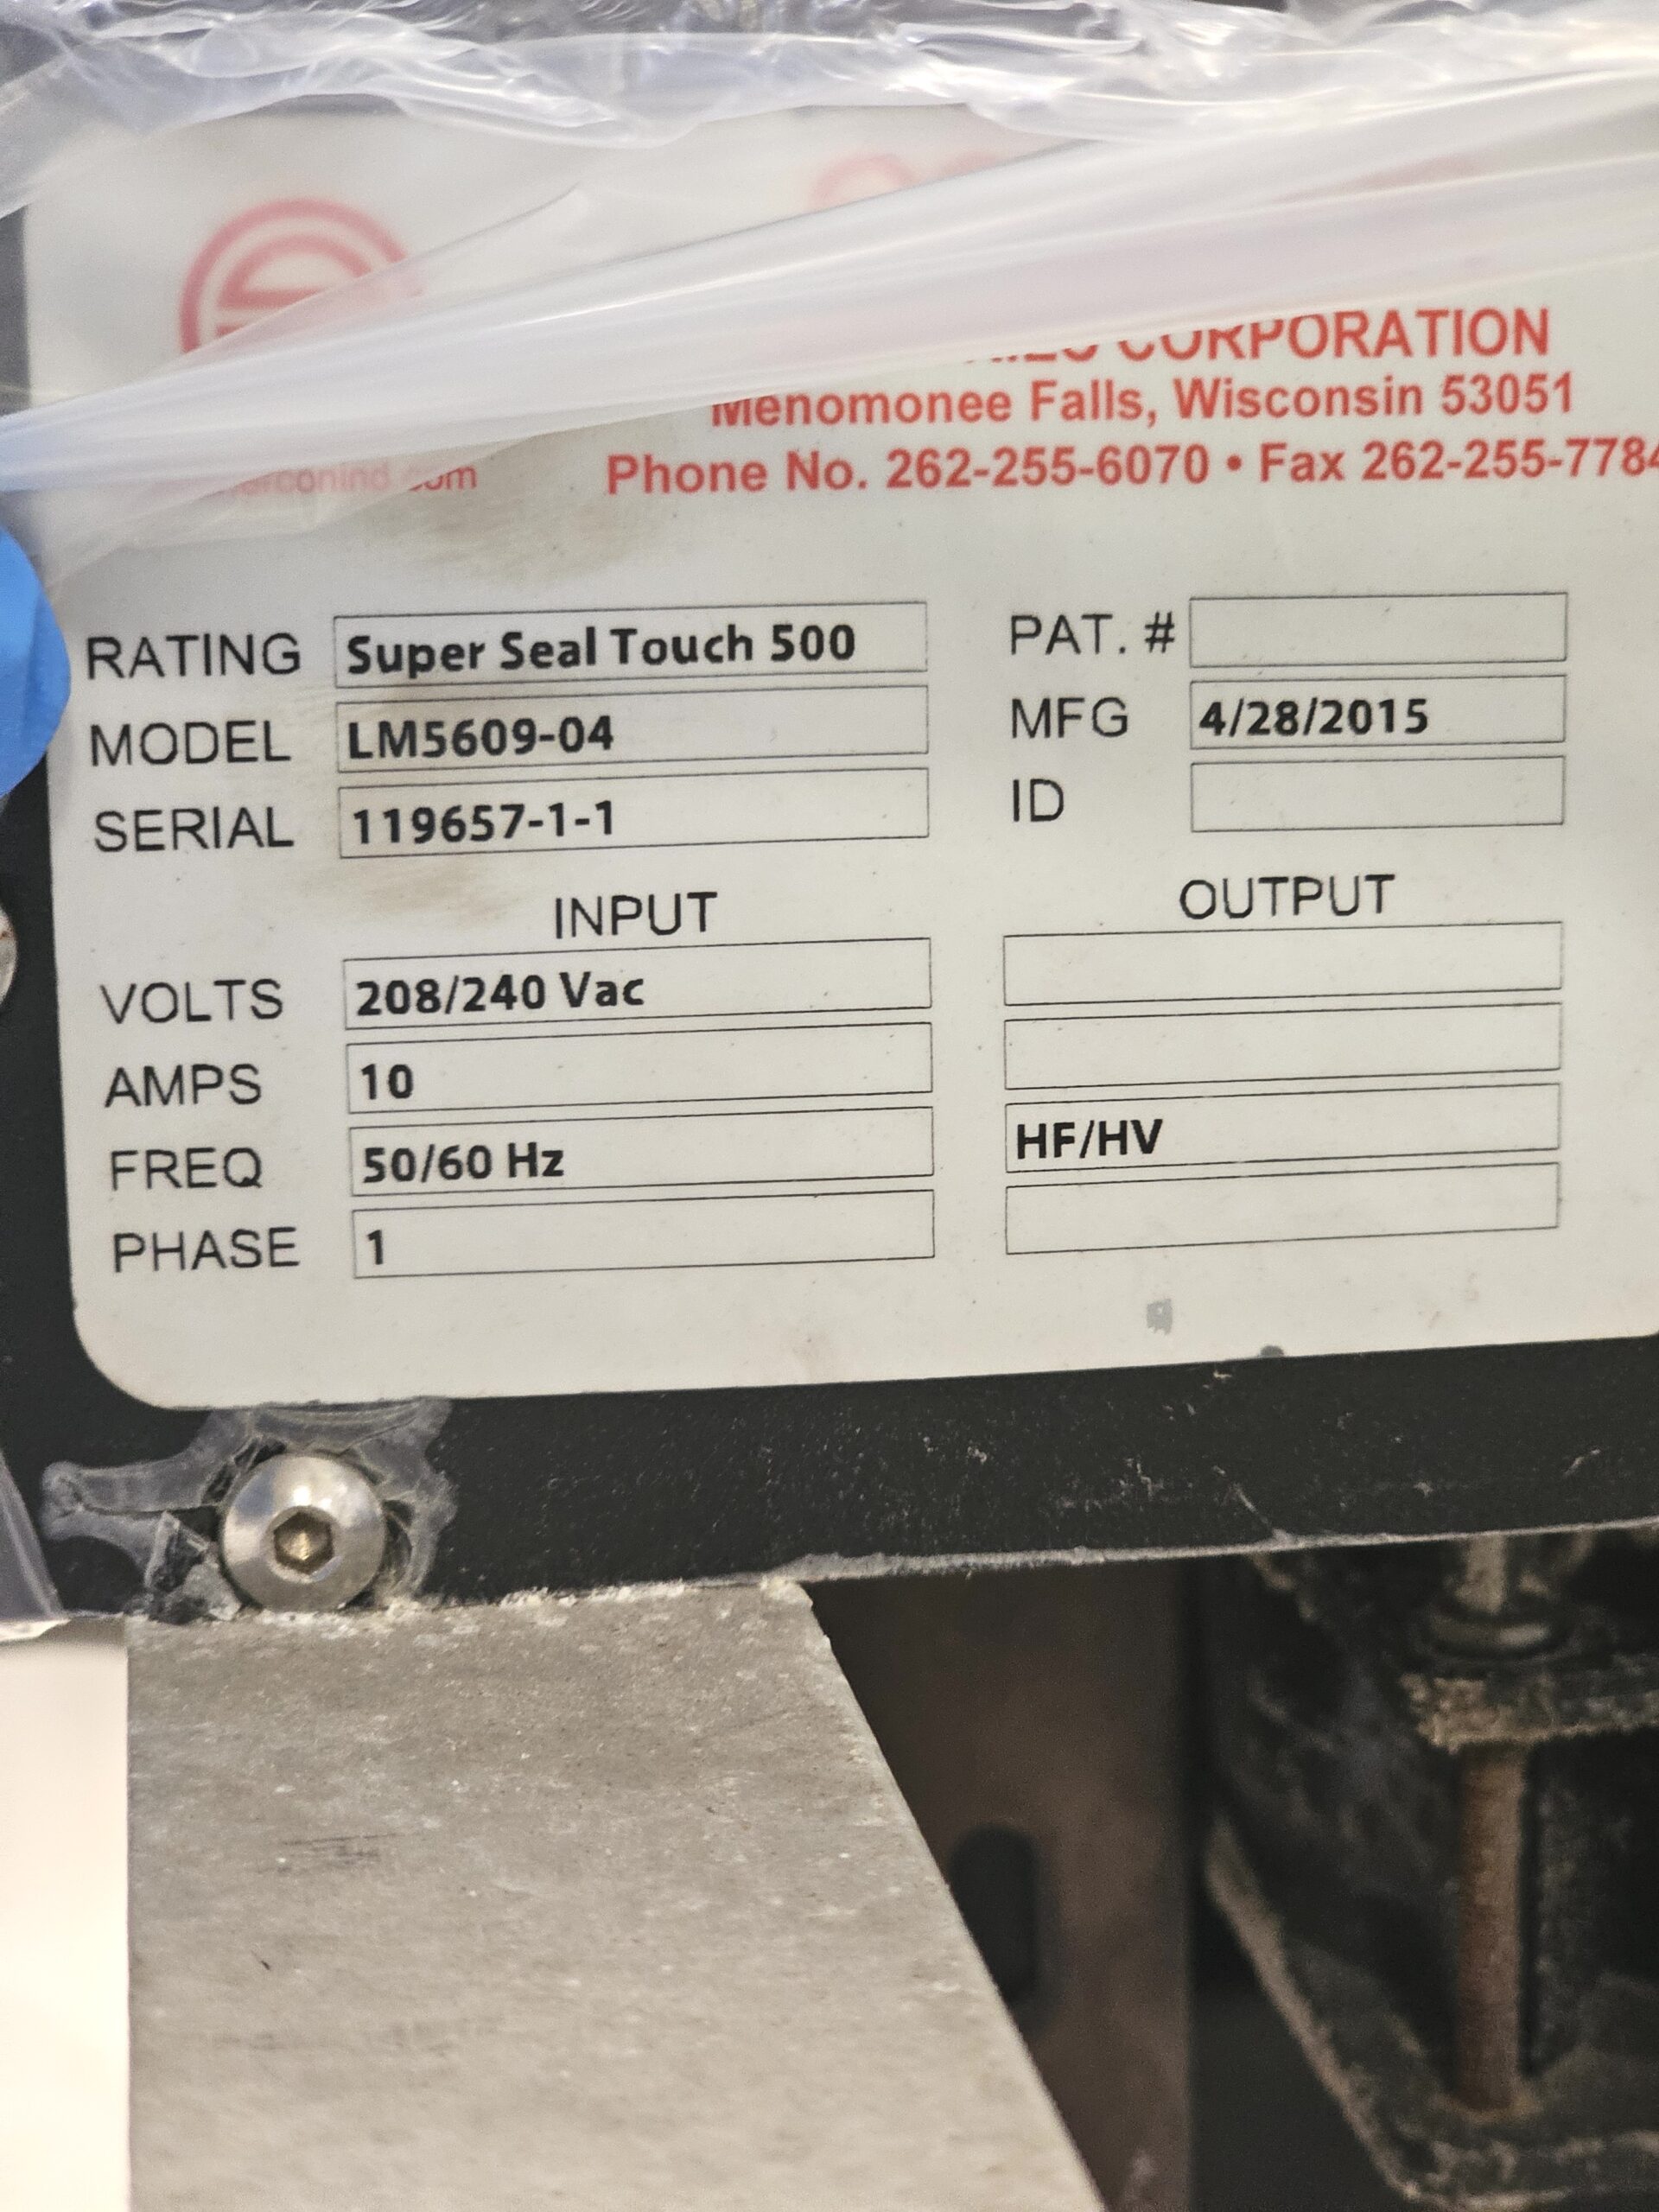 CORPORATION
Menomonee Falls, Wisconsin 53051
Phone No. 262-255-6070 • Fax 262-255-7784
RATING Super Seal Touch 500 PAT. #
MODEL LM5609-04 MFG 4/28/2015
SERIAL 119657-1-1 ID
INPUT OUTPUT
VOLTS 208/240 Vac
AMPS 10
FREQ 50/60 Hz HF/HV
PHASE 1